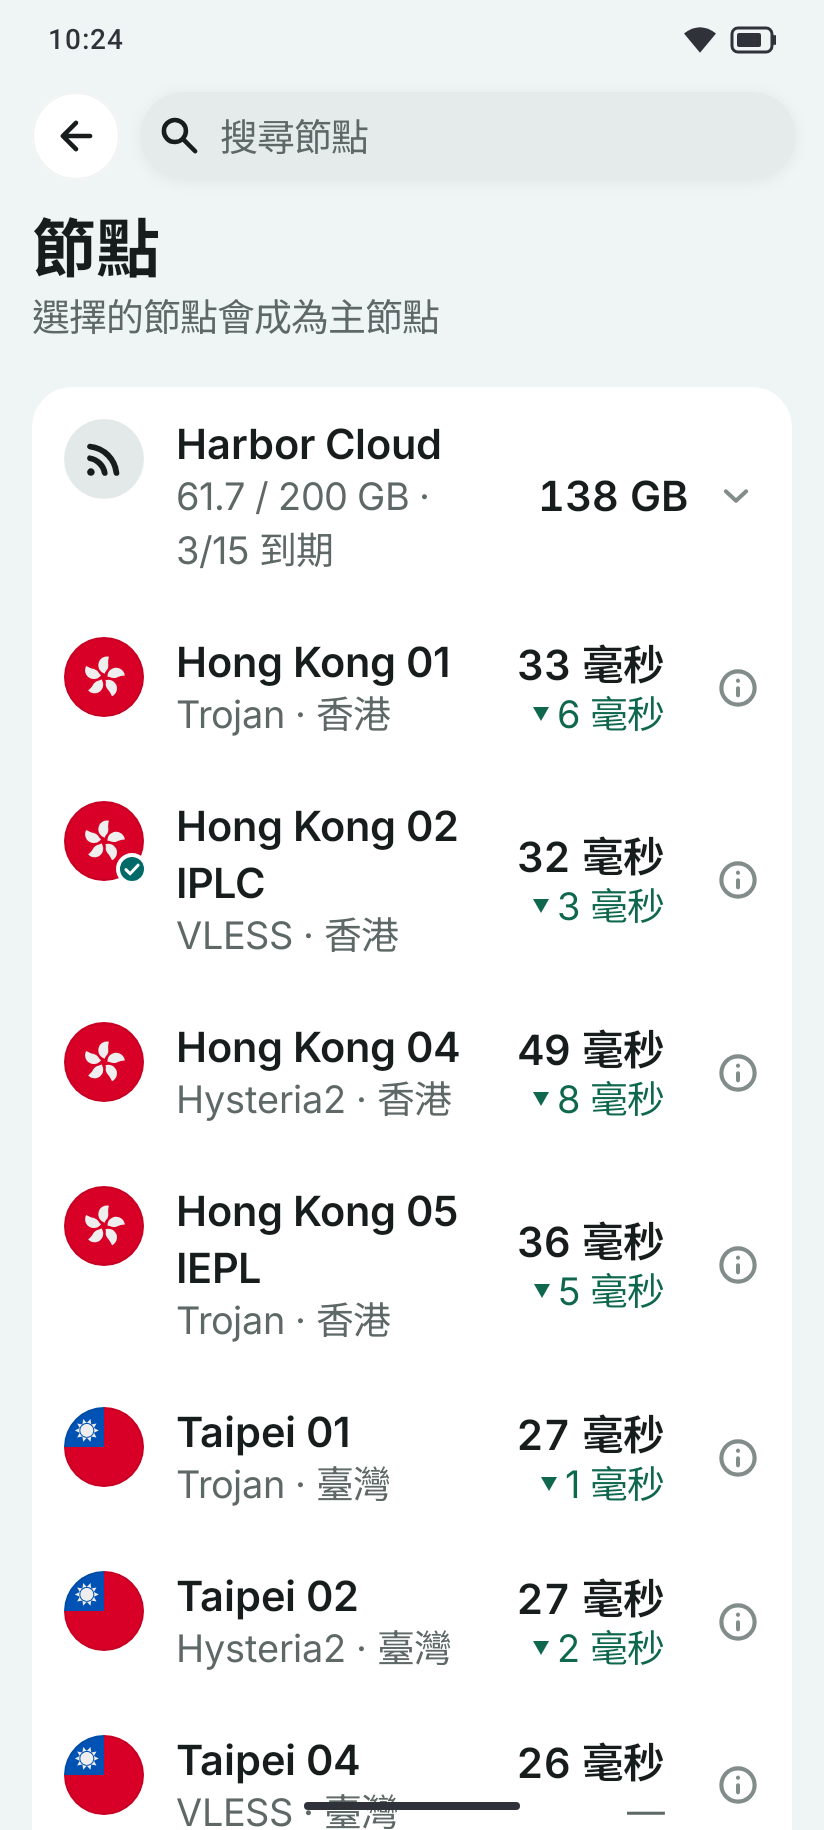 10:24
搜尋節點
節點
選擇的節點會成為主節點
Harbor Cloud
61.7 / 200 GB ·
3/15 到期
138 GB
Hong Kong 01
Trojan · 香港
33 毫秒
▼6 毫秒
Hong Kong 02
IPLC
VLESS · 香港
32 毫秒
▼3 毫秒
Hong Kong 04
Hysteria2 · 香港
49 毫秒
▼8 毫秒
Hong Kong 05
IEPL
Trojan · 香港
36 毫秒
▼5 毫秒
Taipei 01
Trojan · 臺灣
27 毫秒
▼1 毫秒
Taipei 02
Hysteria2 · 臺灣
27 毫秒
▼2 毫秒
Taipei 04
VLESS · 臺灣
26 毫秒
—